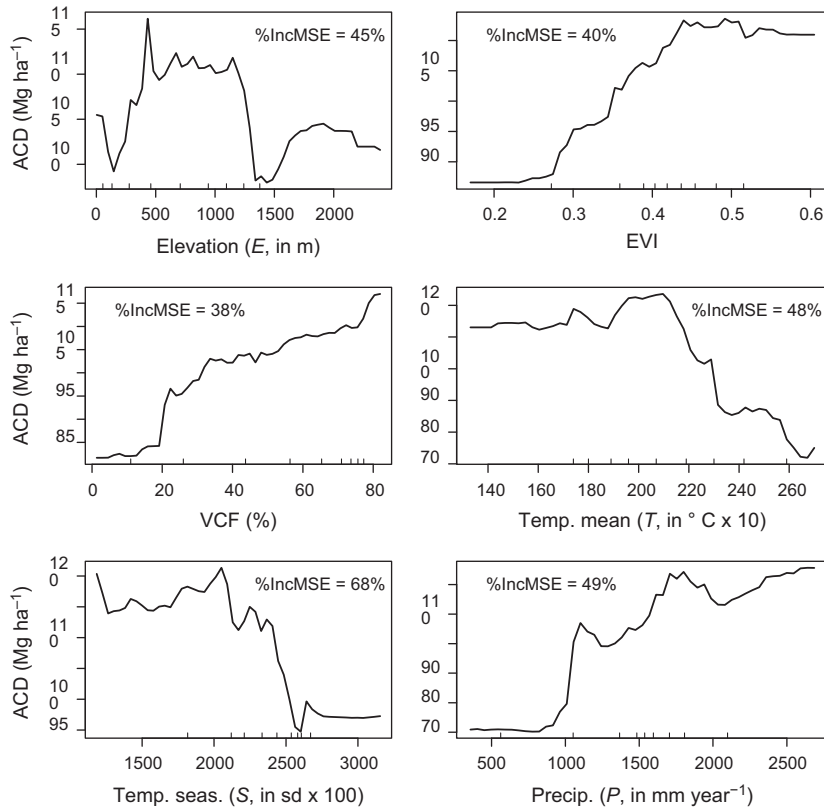 %IncMSE = 45%
ACD (Mg ha⁻¹)
11
5
11
0
10
5
10
0
0 500 1000 1500 2000
Elevation (E, in m)
%IncMSE = 40%
10
5
95
90
0.2 0.3 0.4 0.5 0.6
EVI
%IncMSE = 38%
ACD (Mg ha⁻¹)
11
5
10
5
95
85
0 20 40 60 80
VCF (%)
%IncMSE = 48%
12
0
10
0
90
80
70
140 160 180 200 220 240 260
Temp. mean (T, in ° C x 10)
%IncMSE = 68%
ACD (Mg ha⁻¹)
12
0
11
0
10
0
95
1500 2000 2500 3000
Temp. seas. (S, in sd x 100)
%IncMSE = 49%
11
0
90
80
70
500 1000 1500 2000 2500
Precip. (P, in mm year⁻¹)